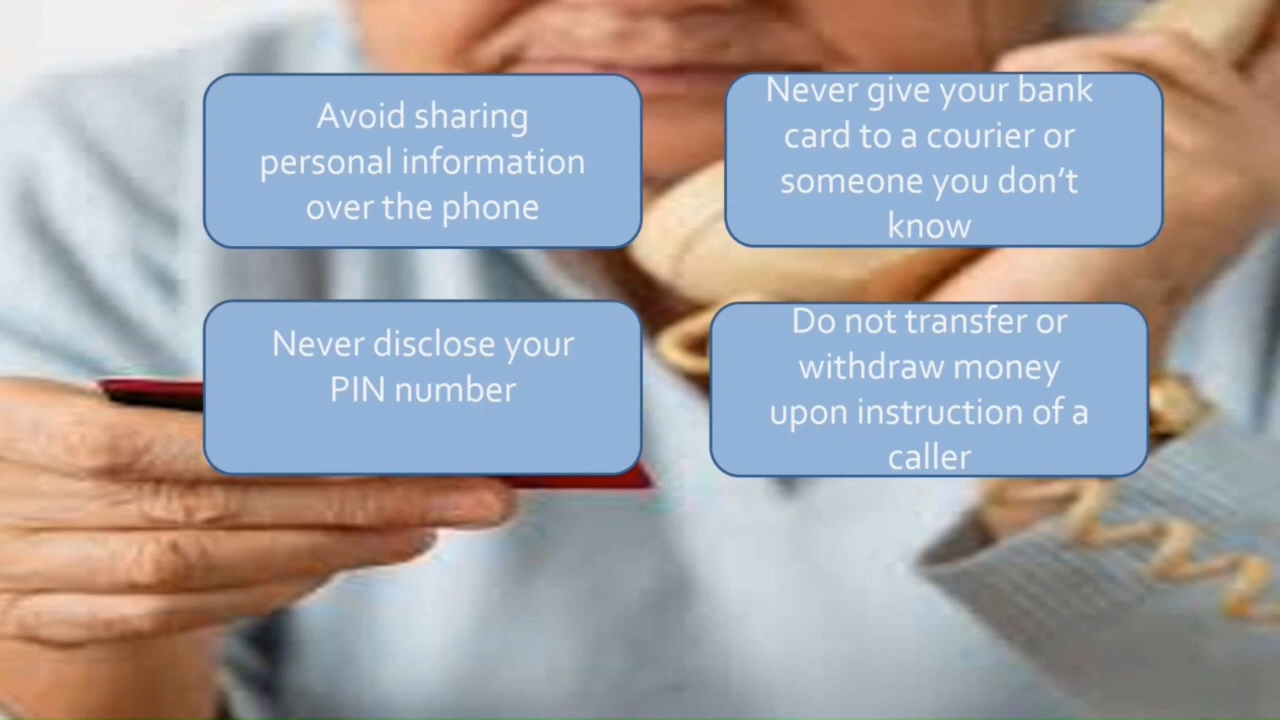 Avoid sharing
personal information
over the phone
Never give your bank
card to a courier or
someone you don’t
know
Never disclose your
PIN number
Do not transfer or
withdraw money
upon instruction of a
caller